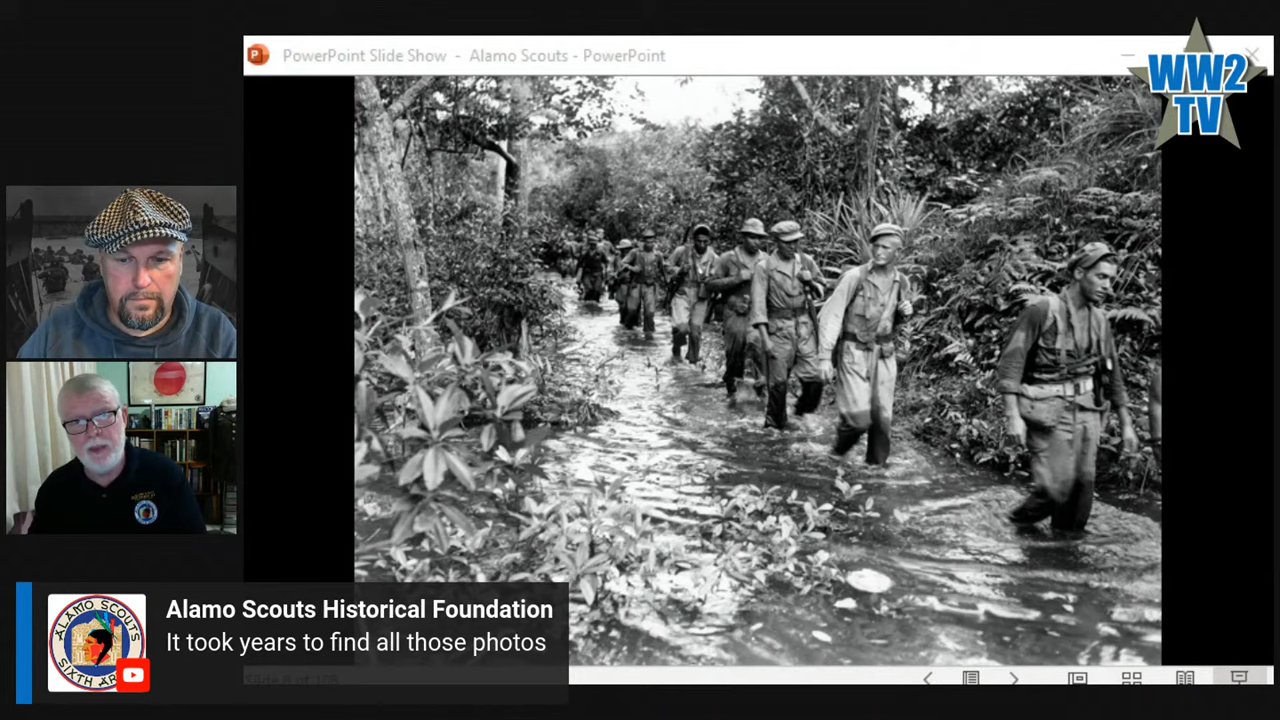 PowerPoint Slide Show - Alamo Scouts - PowerPoint
WW2
TV
ALAMO SCOUTS
SIXTH AR
Alamo Scouts Historical Foundation
It took years to find all those photos